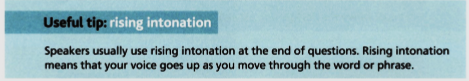 Useful tip: rising intonation
Speakers usually use rising intonation at the end of questions. Rising intonation
means that your voice goes up as you move through the word or phrase.